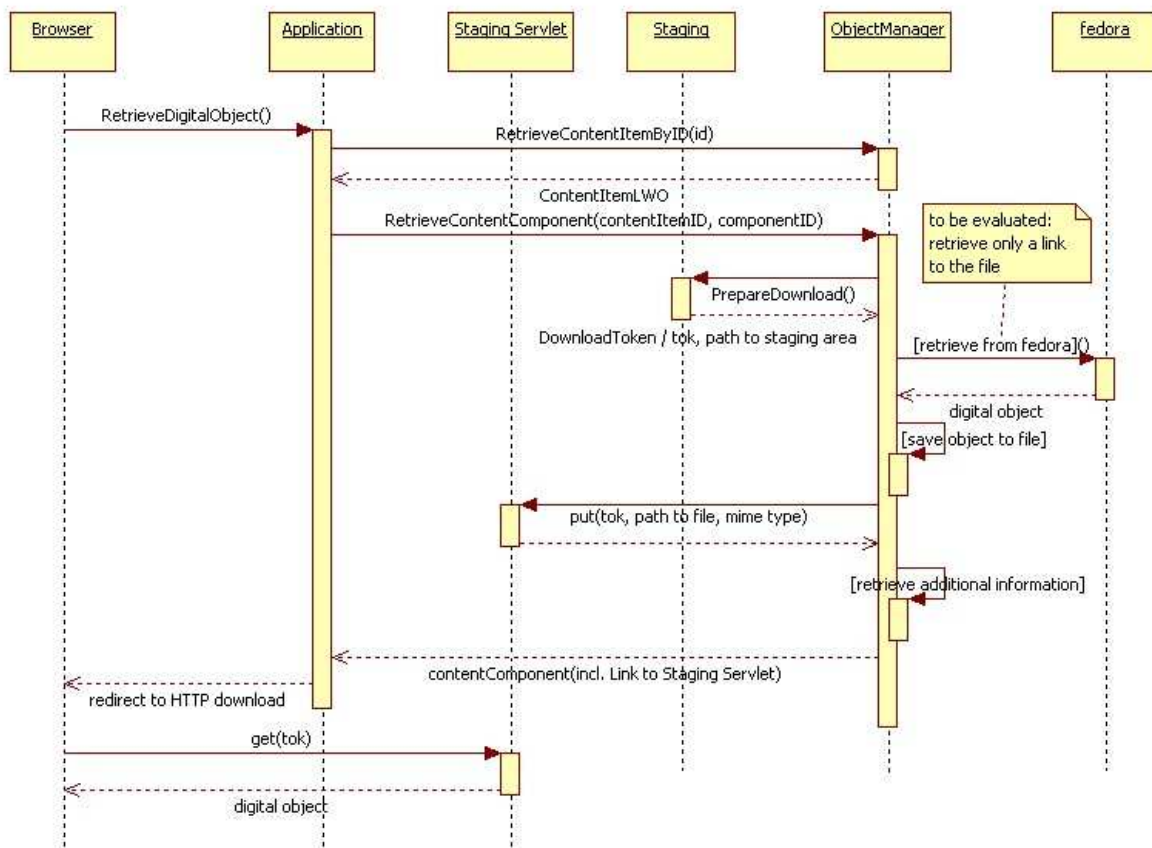 Browser
Application
Staging Servlet
Staging
ObjectManager
fedora
RetrieveDigitalObject()
RetrieveContentItemByID(id)
ContentItemLWO
RetrieveContentComponent(contentItemID, componentID)
to be evaluated:
retrieve only a link
to the file
PrepareDownload()
DownloadToken / tok, path to staging area
[retrieve from fedora]()
digital object
[save object to file]
put(tok, path to file, mime type)
[retrieve additional information]
contentComponent(incl. Link to Staging Servlet)
redirect to HTTP download
get(tok)
digital object